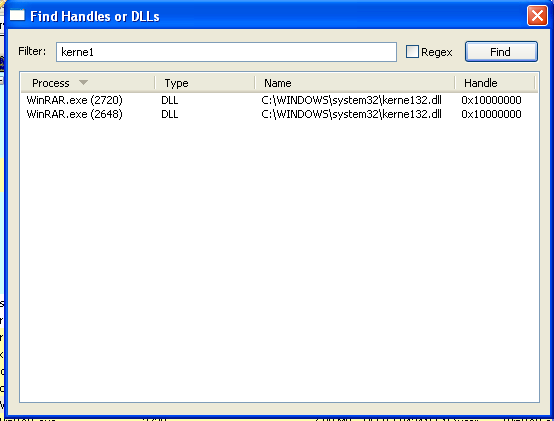 Find Handles or DLLs
Filter: kerne1 Regex Find
Process Type Name Handle
WinRAR.exe (2720) DLL C:\WINDOWS\system32\kerne132.dll 0x10000000
WinRAR.exe (2648) DLL C:\WINDOWS\system32\kerne132.dll 0x10000000